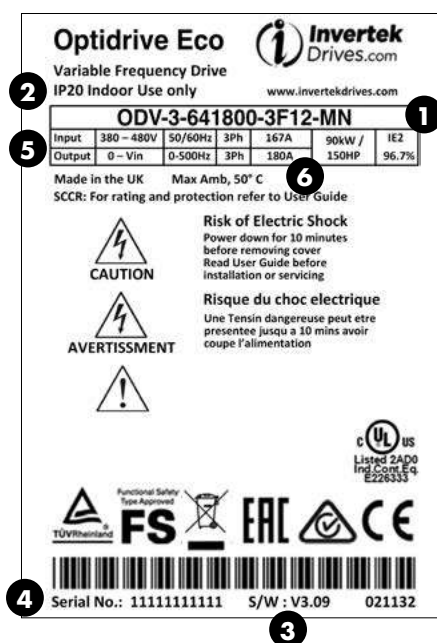 Optidrive Eco
Invertek
Drives.com
Variable Frequency Drive
2 IP20 Indoor Use only
www.invertekdrives.com
ODV-3-641800-3F12-MN 1
5 Input 380 – 480V 50/60Hz 3Ph 167A 90kW / 150HP IE2 96.7%
Output 0 – Vin 0-500Hz 3Ph 180A
6
Made in the UK Max Amb, 50° C
SCCR: For rating and protection refer to User Guide
CAUTION
Risk of Electric Shock
Power down for 10 minutes
before removing cover
Read User Guide before
installation or servicing
AVERTISSMENT
Risque du choc electrique
Une Tensin dangereuse peut etre
presentee jusqu a 10 mins avoir
coupe l'alimentation
c UL us
Listed 2AD0
Ind.Cont.Eq.
E226333
TÜVRheinland
Functional Safety
Type Approved
FS
EAC
CE
4 Serial No.: 11111111111 S/W : V3.09 021132
3